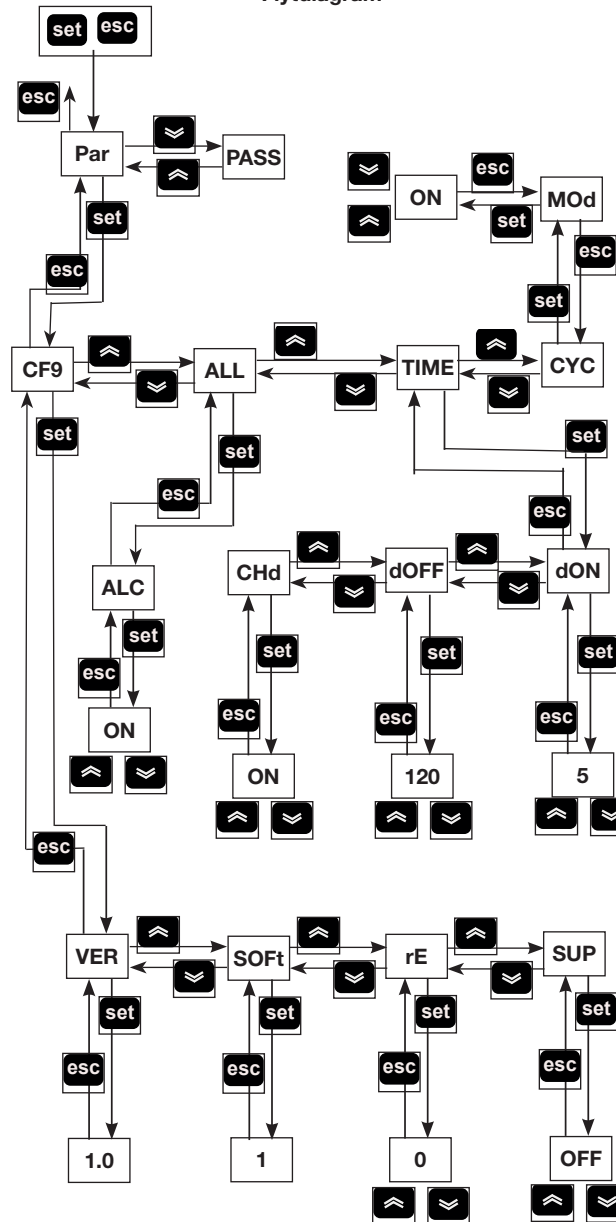 set esc
esc
Par PASS
set
ON esc MOd
set
esc
esc
set
CF9 ALL TIME CYC
set
set
set
esc
esc
ALC CHd dOFF dON
set
set set set
esc
esc esc esc
ON
ON 120 5
esc
VER SOFt rE SUP
set set set set
esc esc esc esc
1.0 1 0 OFF